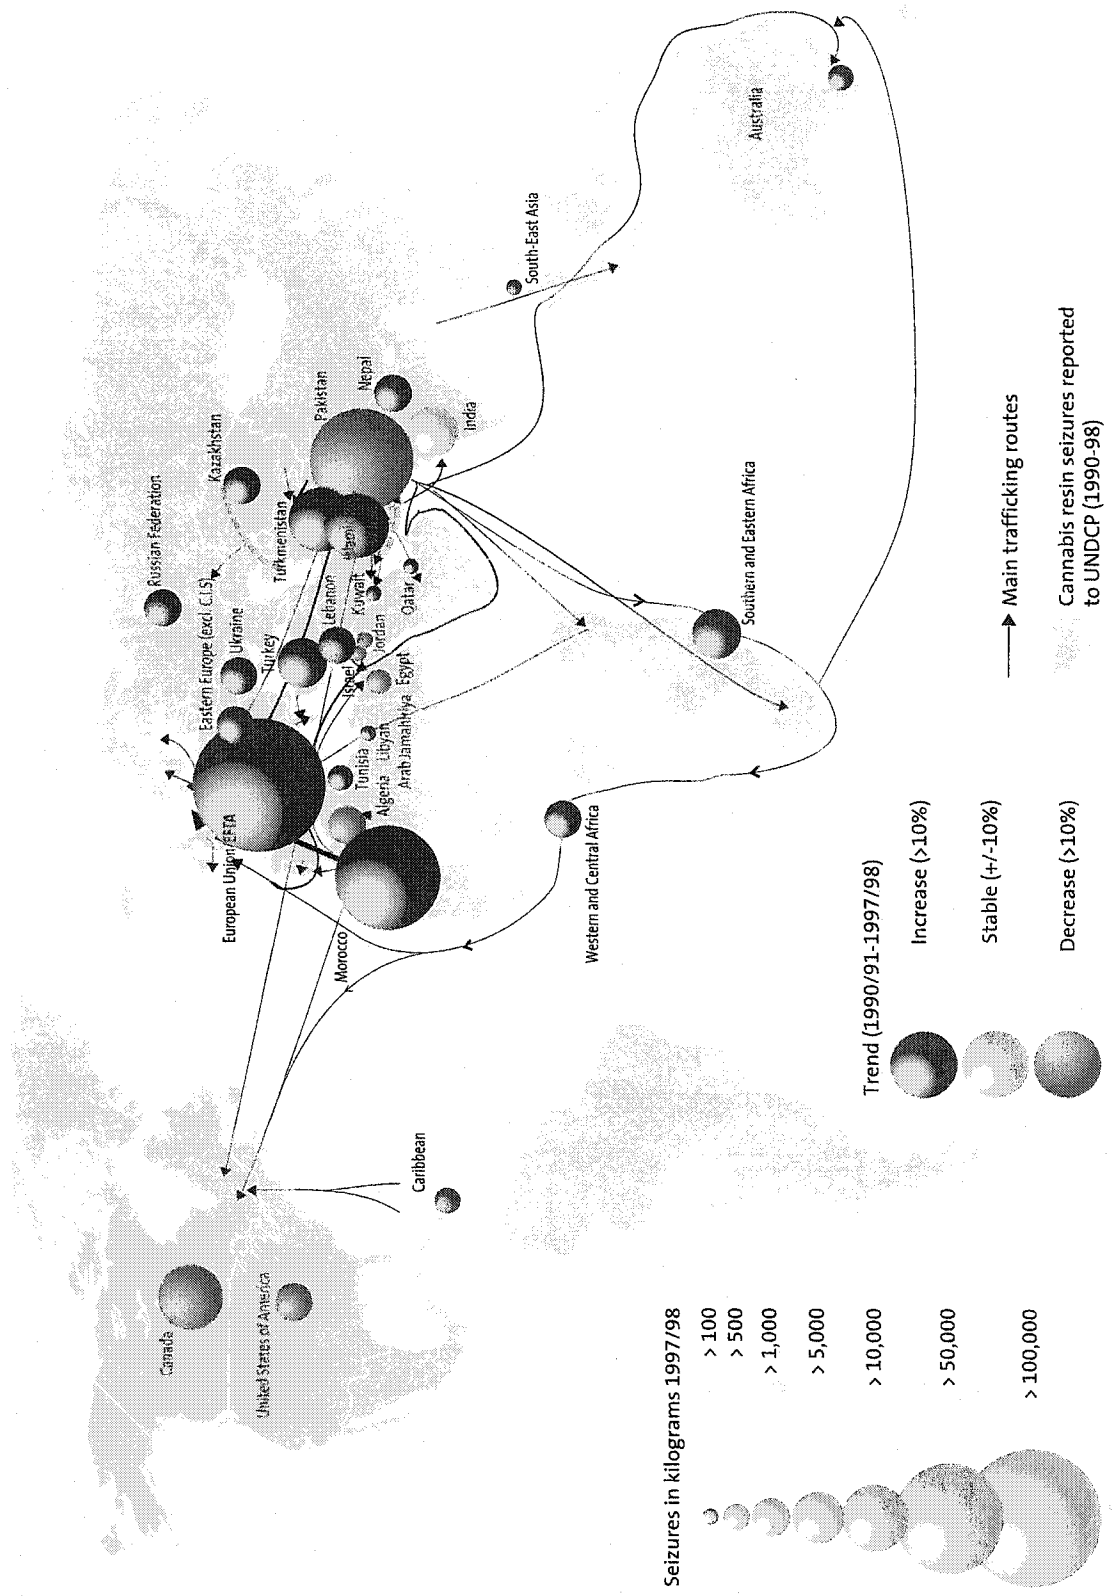 Canada
United States of America
Caribbean
European Union/EFTA
Morocco
Western and Central Africa
Eastern Europe (excl. C.I.S)
Ukraine
Turkey
Tunisia
Algeria
Libyan
Arab Jamahiriya
Egypt
Israel
Jordan
Lebanon
Kuwait
Qatar
Russian Federation
Kazakhstan
Turkmenistan
Pakistan
Nepal
India
Southern and Eastern Africa
South-East Asia
Australia
Seizures in kilograms 1997/98
> 100
> 500
> 1,000
> 5,000
> 10,000
> 50,000
> 100,000
Trend (1990/91-1997/98)
Increase (>10%)
Stable (+/-10%)
Decrease (>10%)
Main trafficking routes
Cannabis resin seizures reported
to UNDCP (1990-98)